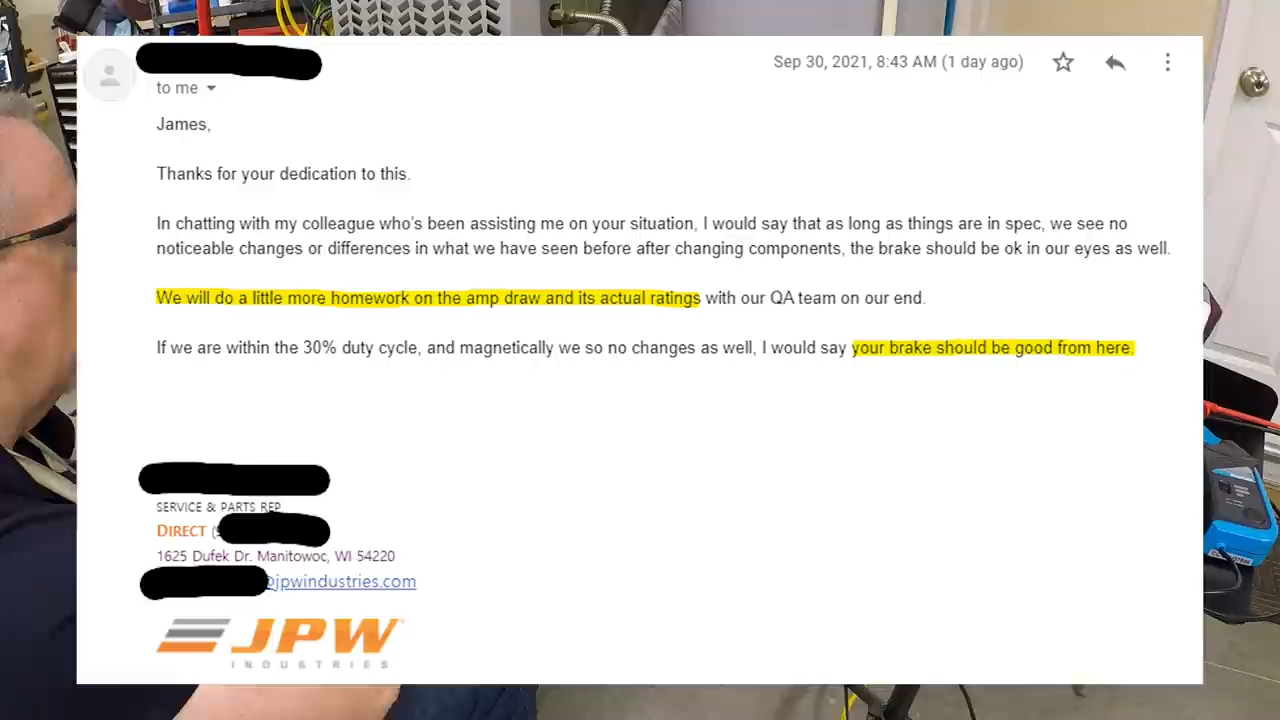 Sep 30, 2021, 8:43 AM (1 day ago)
to me
James,
Thanks for your dedication to this.
In chatting with my colleague who's been assisting me on your situation, I would say that as long as things are in spec, we see no
noticeable changes or differences in what we have seen before after changing components, the brake should be ok in our eyes as well.
We will do a little more homework on the amp draw and its actual ratings with our QA team on our end.
If we are within the 30% duty cycle, and magnetically we so no changes as well, I would say your brake should be good from here.
SERVICE & PARTS REP
DIRECT
1625 Dufek Dr. Manitowoc, WI 54220
@jpwindustries.com
JPW
INDUSTRIES